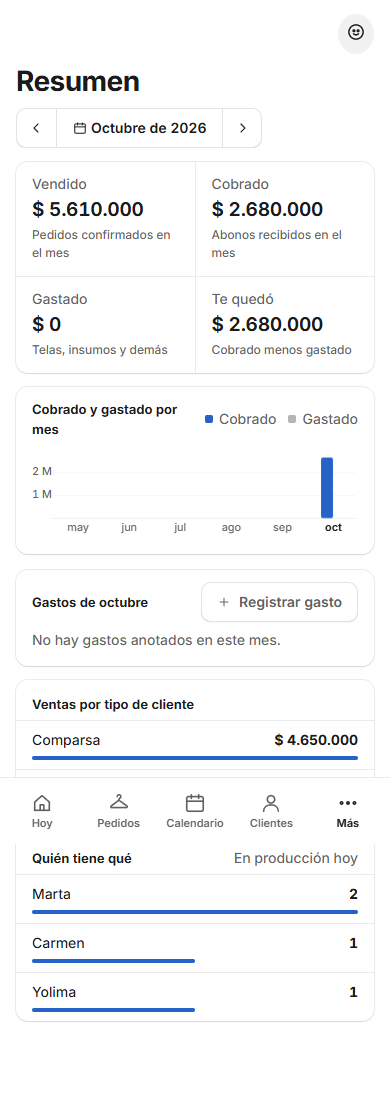 Resumen
Octubre de 2026
Vendido
$ 5.610.000
Pedidos confirmados en
el mes
Cobrado
$ 2.680.000
Abonos recibidos en el
mes
Gastado
$ 0
Telas, insumos y demás
Te quedó
$ 2.680.000
Cobrado menos gastado
Cobrado y gastado por
mes
Cobrado
Gastado
2 M
1 M
may jun jul ago sep oct
Gastos de octubre
+ Registrar gasto
No hay gastos anotados en este mes.
Ventas por tipo de cliente
Comparsa $ 4.650.000
Hoy Pedidos Calendario Clientes Más
Quién tiene qué En producción hoy
Marta 2
Carmen 1
Yolima 1